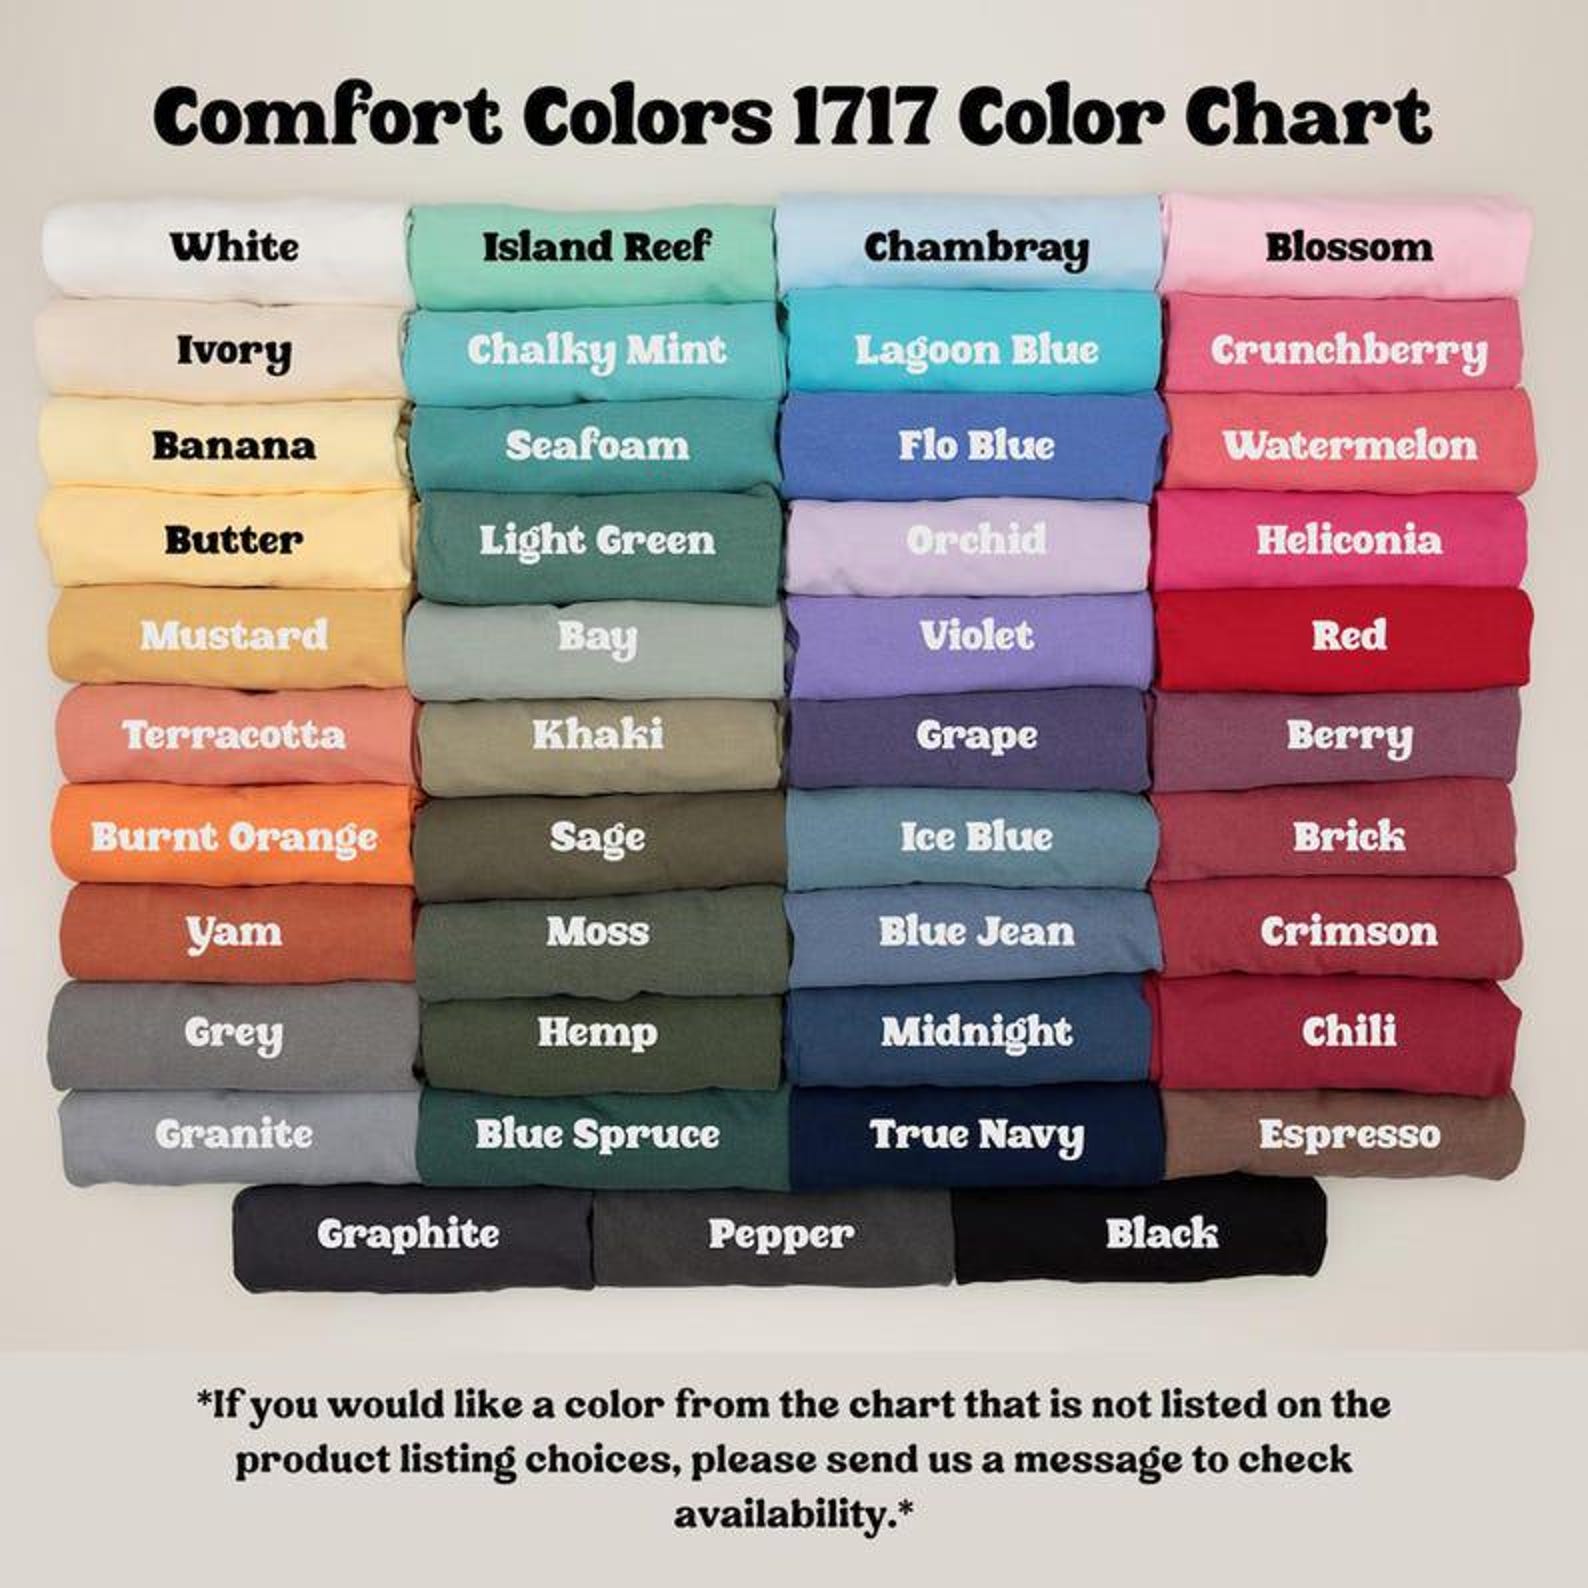 Comfort Colors 1717 Color Chart
White
Island Reef
Chambray
Blossom
Ivory
Chalky Mint
Lagoon Blue
Crunchberry
Banana
Seafoam
Flo Blue
Watermelon
Butter
Light Green
Orchid
Heliconia
Mustard
Bay
Violet
Red
Terracotta
Khaki
Grape
Berry
Burnt Orange
Sage
Ice Blue
Brick
Yam
Moss
Blue Jean
Crimson
Grey
Hemp
Midnight
Chili
Granite
Blue Spruce
True Navy
Espresso
Graphite
Pepper
Black
*If you would like a color from the chart that is not listed on the
product listing choices, please send us a message to check
availability.*